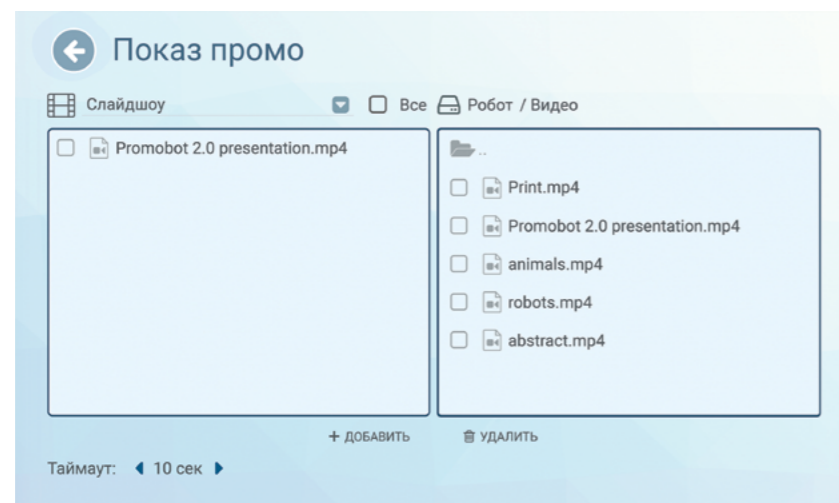 Показ промо
Слайдшоу
Все
Робот / Видео
Promobot 2.0 presentation.mp4
..
Print.mp4
Promobot 2.0 presentation.mp4
animals.mp4
robots.mp4
abstract.mp4
+ ДОБАВИТЬ
УДАЛИТЬ
Таймаут: 10 сек